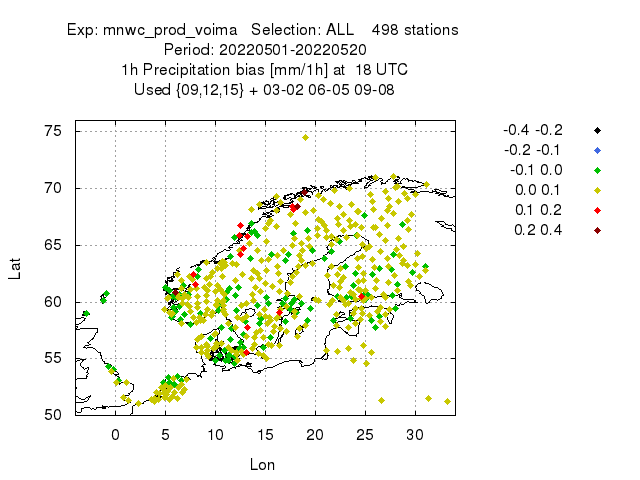 Exp: mnwc_prod_voima   Selection: ALL    498 stations
Period: 20220501-20220520
1h Precipitation bias [mm/1h] at  18 UTC
Used {09,12,15} + 03-02 06-05 09-08
-0.4 -0.2
-0.2 -0.1
-0.1 0.0
0.0 0.1
0.1 0.2
0.2 0.4
75
70
65
60
55
50
Lat
0 5 10 15 20 25 30
Lon